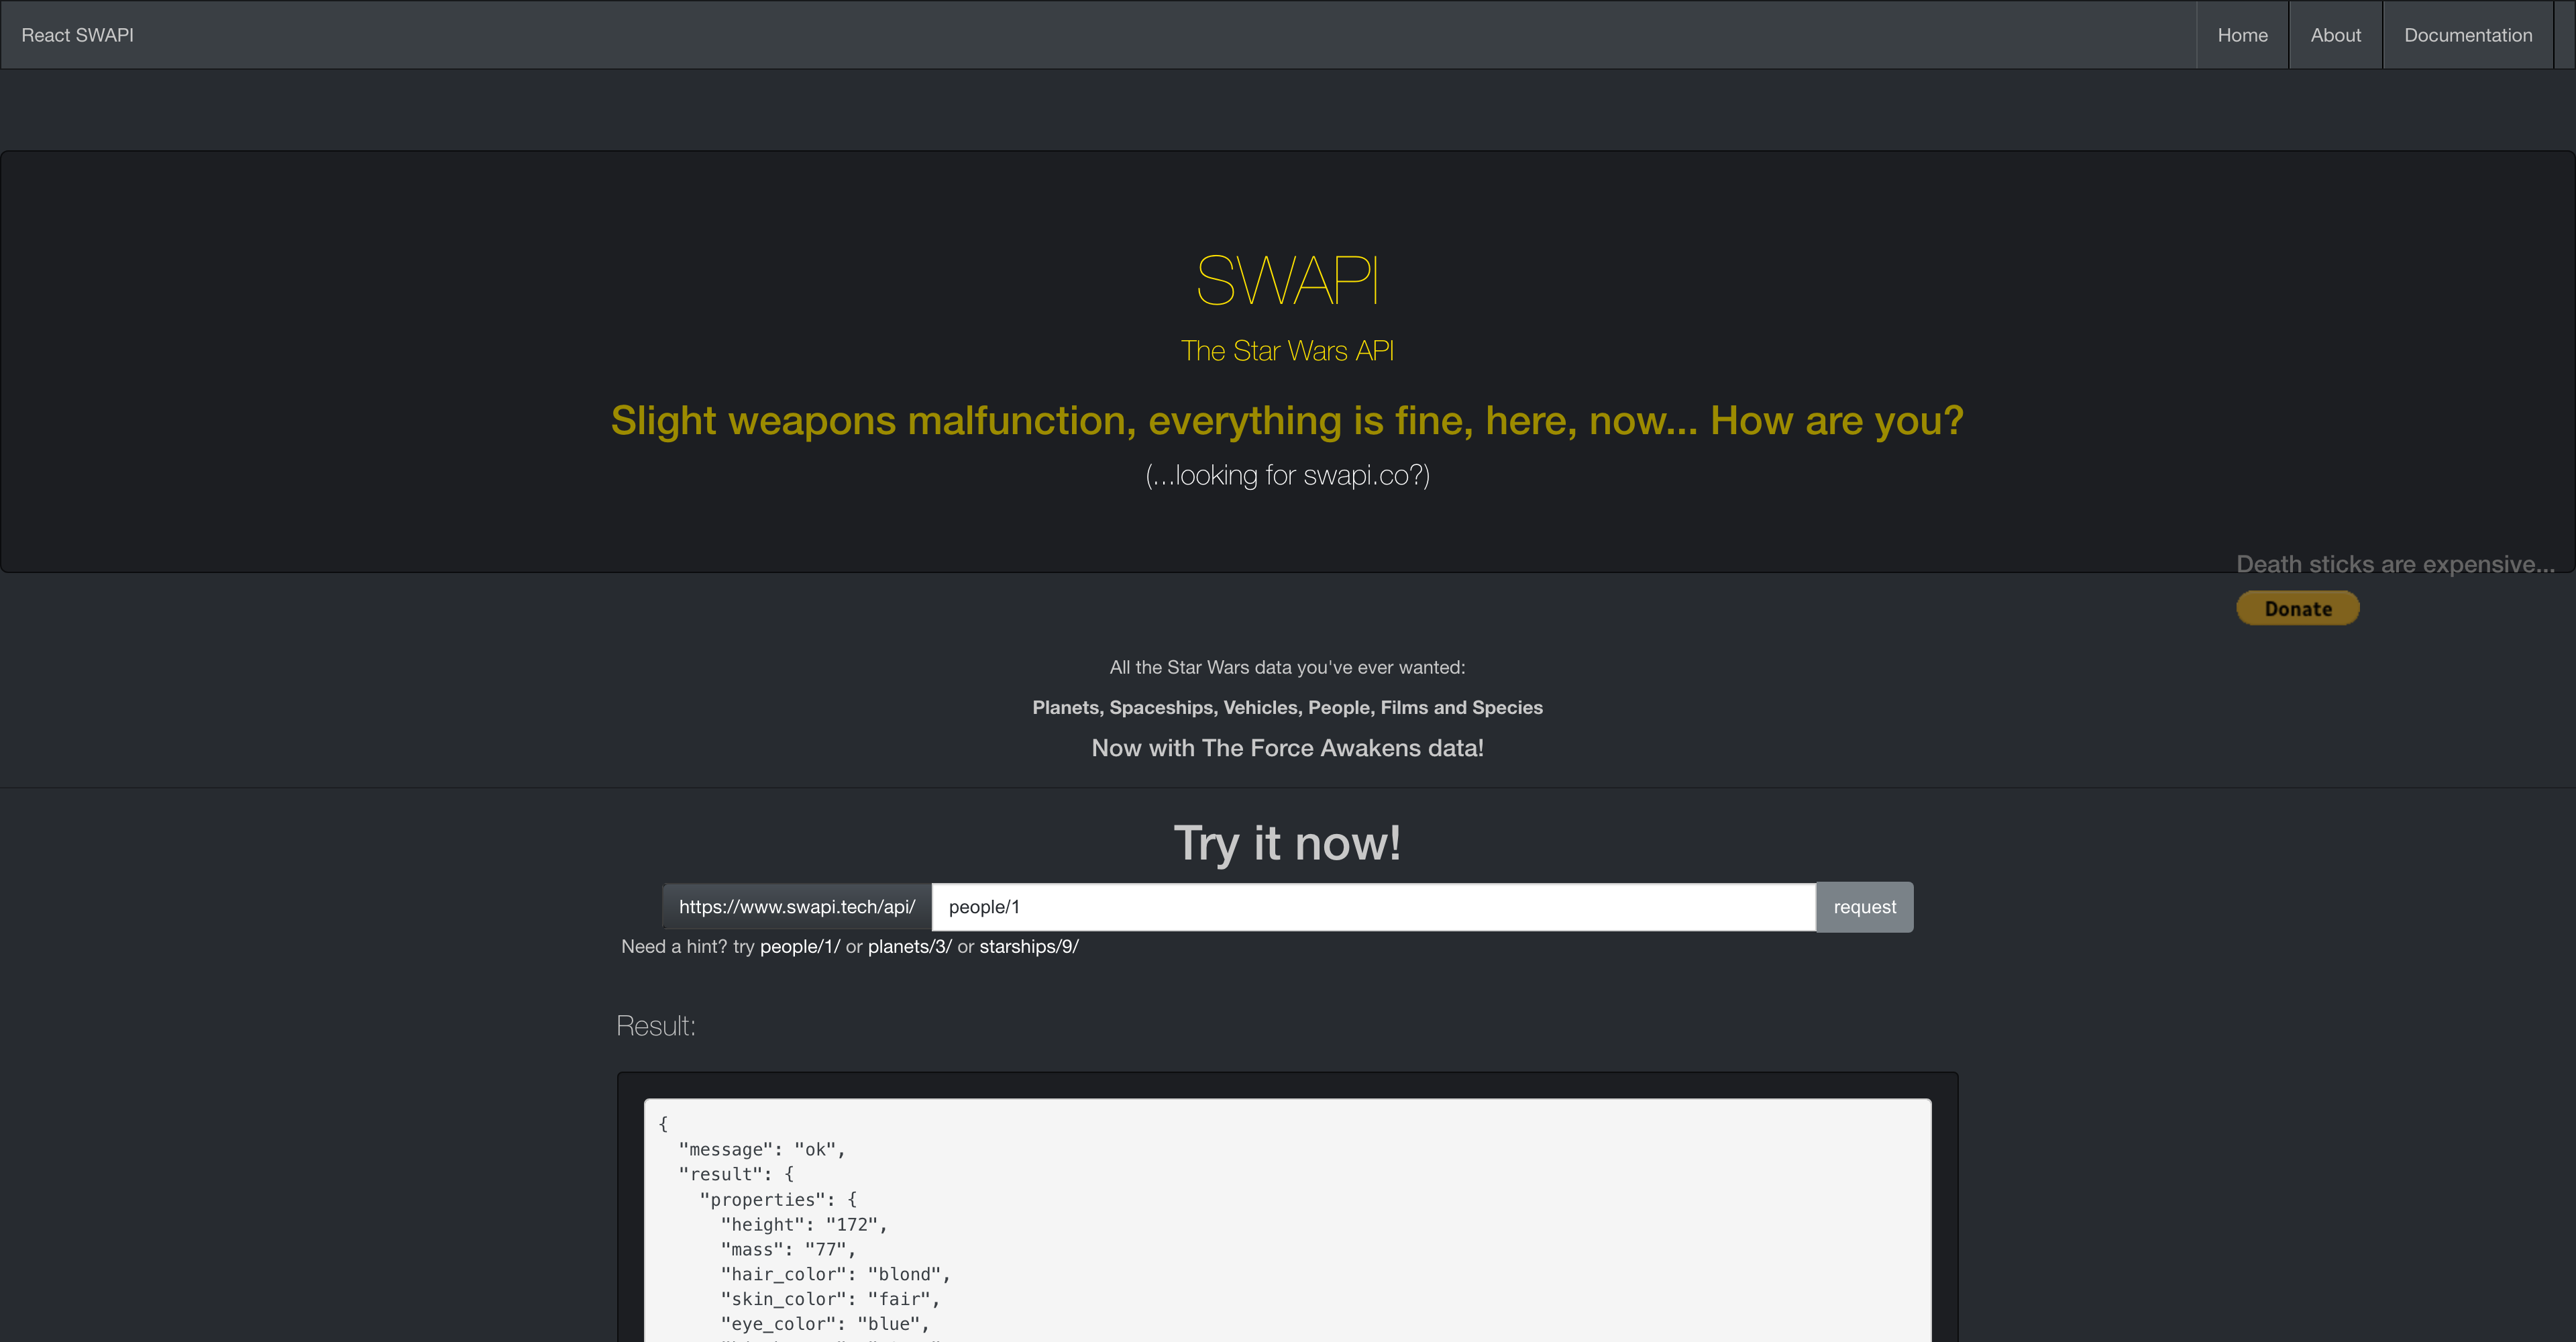 React SWAPI
Home
About
Documentation
SWAPI
The Star Wars API
Slight weapons malfunction, everything is fine, here, now... How are you?
(...looking for swapi.co?)
Death sticks are expensive...
Donate
All the Star Wars data you've ever wanted:
Planets, Spaceships, Vehicles, People, Films and Species
Now with The Force Awakens data!
Try it now!
https://www.swapi.tech/api/ people/1 request
Need a hint? try people/1/ or planets/3/ or starships/9/
Result:
{
  "message": "ok",
  "result": {
    "properties": {
      "height": "172",
      "mass": "77",
      "hair_color": "blond",
      "skin_color": "fair",
      "eye_color": "blue",